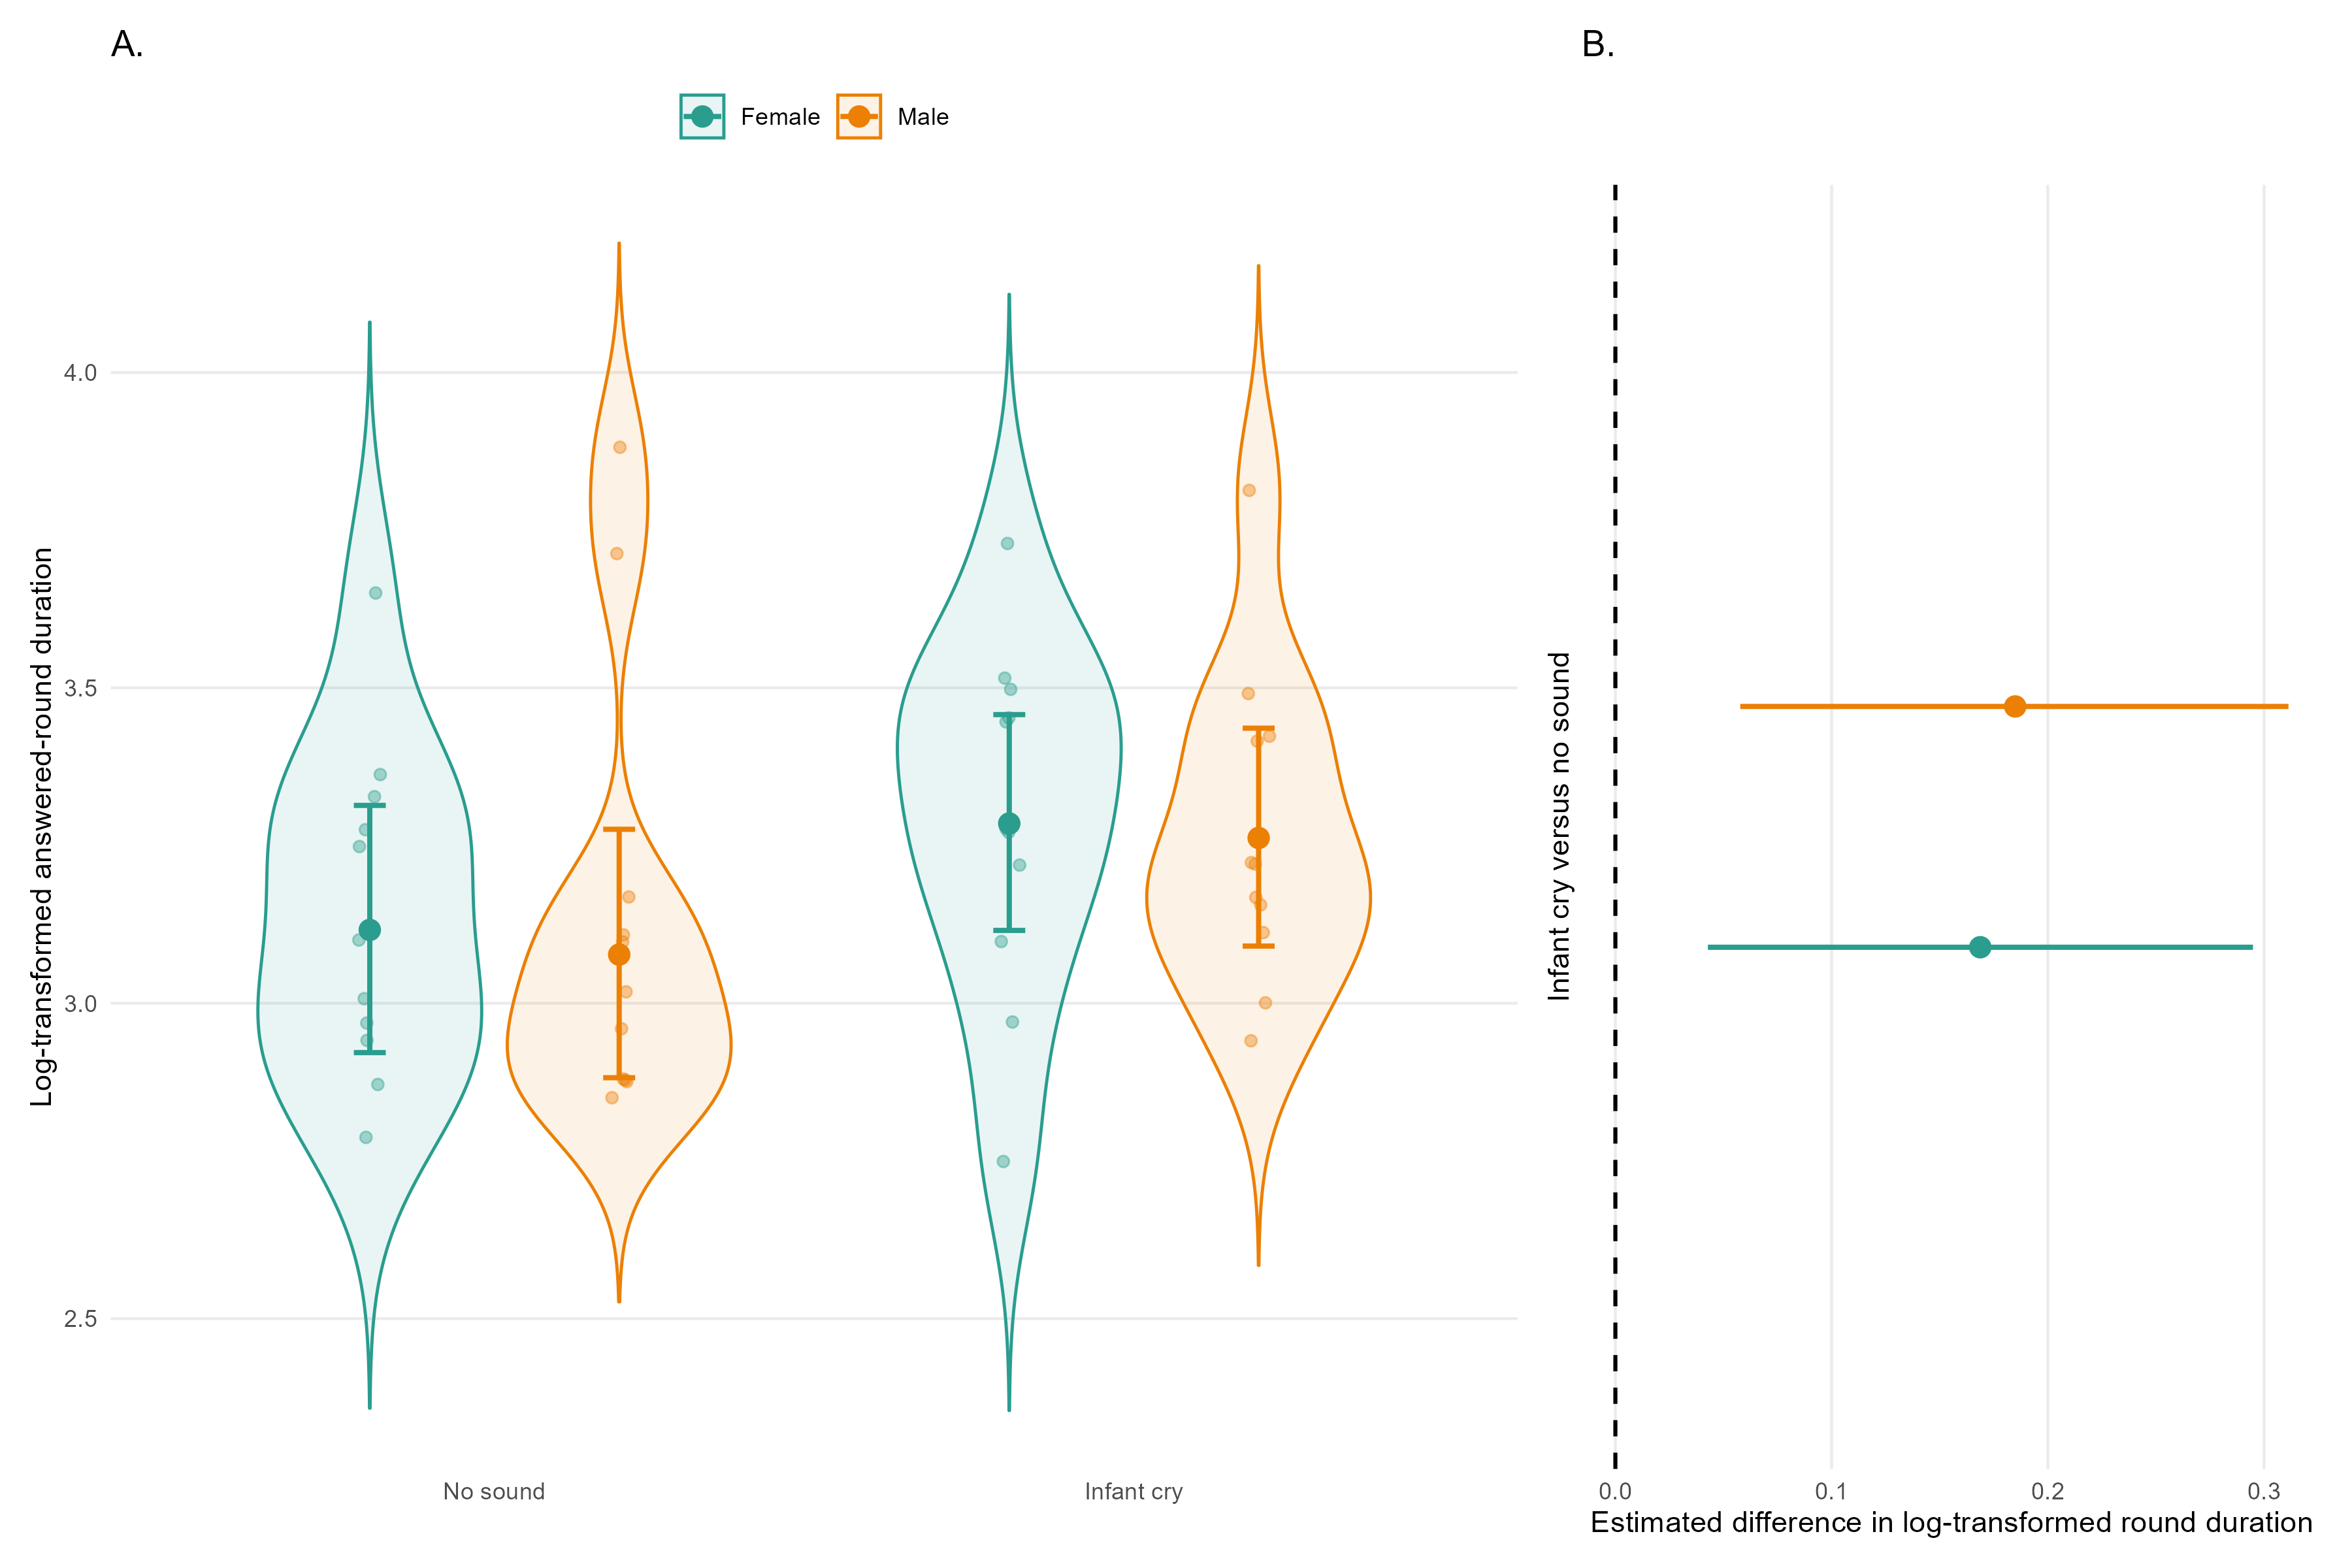 A.
Female
Male
Log-transformed answered-round duration
4.0
3.5
3.0
2.5
No sound
Infant cry
B.
Infant cry versus no sound
0.0
0.1
0.2
0.3
Estimated difference in log-transformed round duration